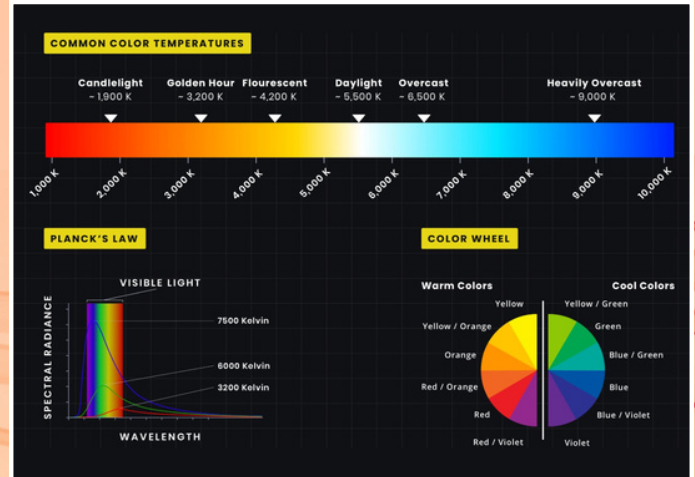 COMMON COLOR TEMPERATURES
Candlelight
~ 1,900 K
Golden Hour
~ 3,200 K
Flourescent
~ 4,200 K
Daylight
~ 5,500 K
Overcast
~ 6,500 K
Heavily Overcast
~ 9,000 K
1,000 K
2,000 K
3,000 K
4,000 K
5,000 K
6,000 K
7,000 K
8,000 K
9,000 K
10,000 K
PLANCK'S LAW
VISIBLE LIGHT
SPECTRAL RADIANCE
7500 Kelvin
6000 Kelvin
3200 Kelvin
WAVELENGTH
COLOR WHEEL
Warm Colors
Cool Colors
Yellow
Yellow / Green
Yellow / Orange
Green
Orange
Blue / Green
Red / Orange
Blue
Red
Blue / Violet
Red / Violet
Violet